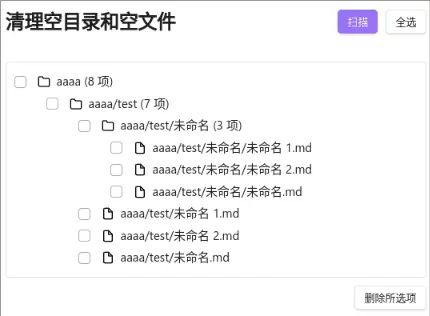 清理空目录和空文件
扫描 全选
aaaa (8 项)
aaaa/test (7 项)
aaaa/test/未命名 (3 项)
aaaa/test/未命名/未命名 1.md
aaaa/test/未命名/未命名 2.md
aaaa/test/未命名/未命名.md
aaaa/test/未命名 1.md
aaaa/test/未命名 2.md
aaaa/test/未命名.md
删除所选项